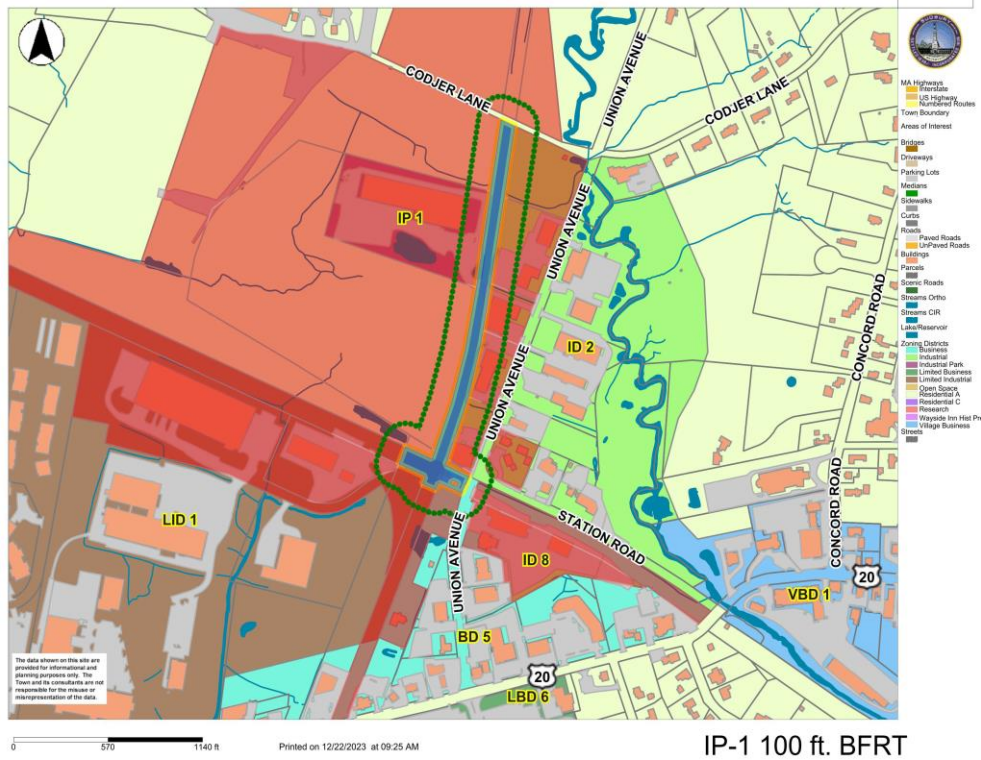 CODJER LANE
UNION AVENUE
CODJER LANE
IP 1
UNION AVENUE
UNION AVENUE
ID 2
CONCORD ROAD
CONCORD ROAD
LID 1
UNION AVENUE
STATION ROAD
ID 8
BD 5
20
VBD 1
20
LBD 6
The data shown on this site are
provided for informational and
planning purposes only. The
Town and its consultants are not
responsible for the misuse or
misrepresentation of the data.
MA Highways
Interstate
US Highway
Numbered Routes
Town Boundary
Areas of Interest
Bridges
Driveways
Parking Lots
Medians
Sidewalks
Curbs
Roads
Paved Roads
UnPaved Roads
Buildings
Parcels
Scenic Roads
Streams Ortho
Streams CIR
Lake/Reservoir
Zoning Districts
Business
Industrial
Industrial Park
Limited Business
Limited Industrial
Open Space
Residential A
Residential C
Research
Wayside Inn Hist Pre
Village Business
Streets
0 570 1140 ft
Printed on 12/22/2023 at 09:25 AM
IP-1 100 ft. BFRT